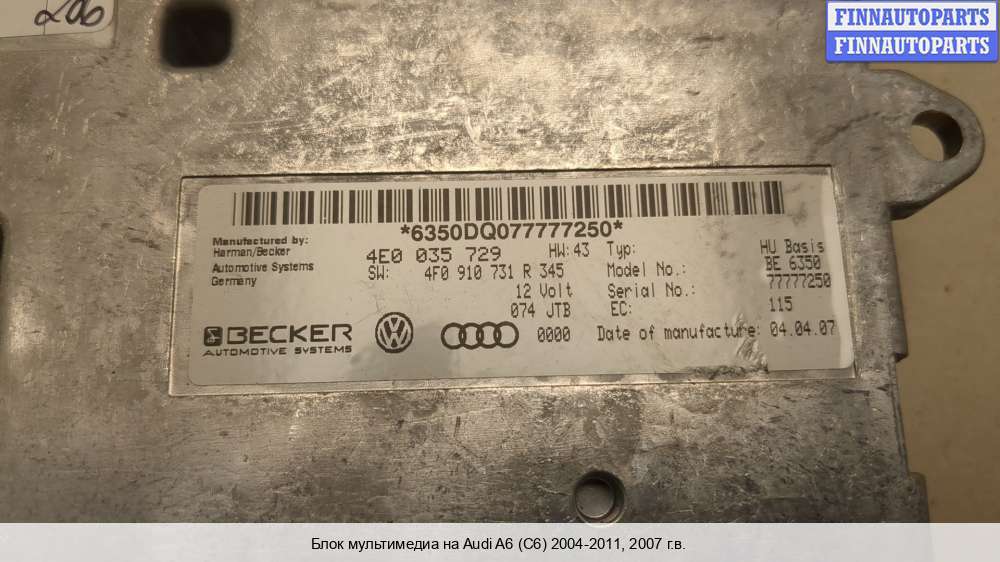 206
FINNAUTOPARTS
FINNAUTOPARTS
*6350DQ077777250*
Manufactured by:
Harman/Becker
Automotive Systems
Germany
4E0 035 729 HW:43
SW: 4F0 910 731 R 345
12 Volt
074 JTB
0000
Typ: HU Basis
Model No.: BE 6350
Serial No.: 77777250
EC: 115
Date of manufacture: 04.04.07
BECKER
AUTOMOTIVE SYSTEMS
Блок мультимедиа на Audi A6 (C6) 2004-2011, 2007 г.в.